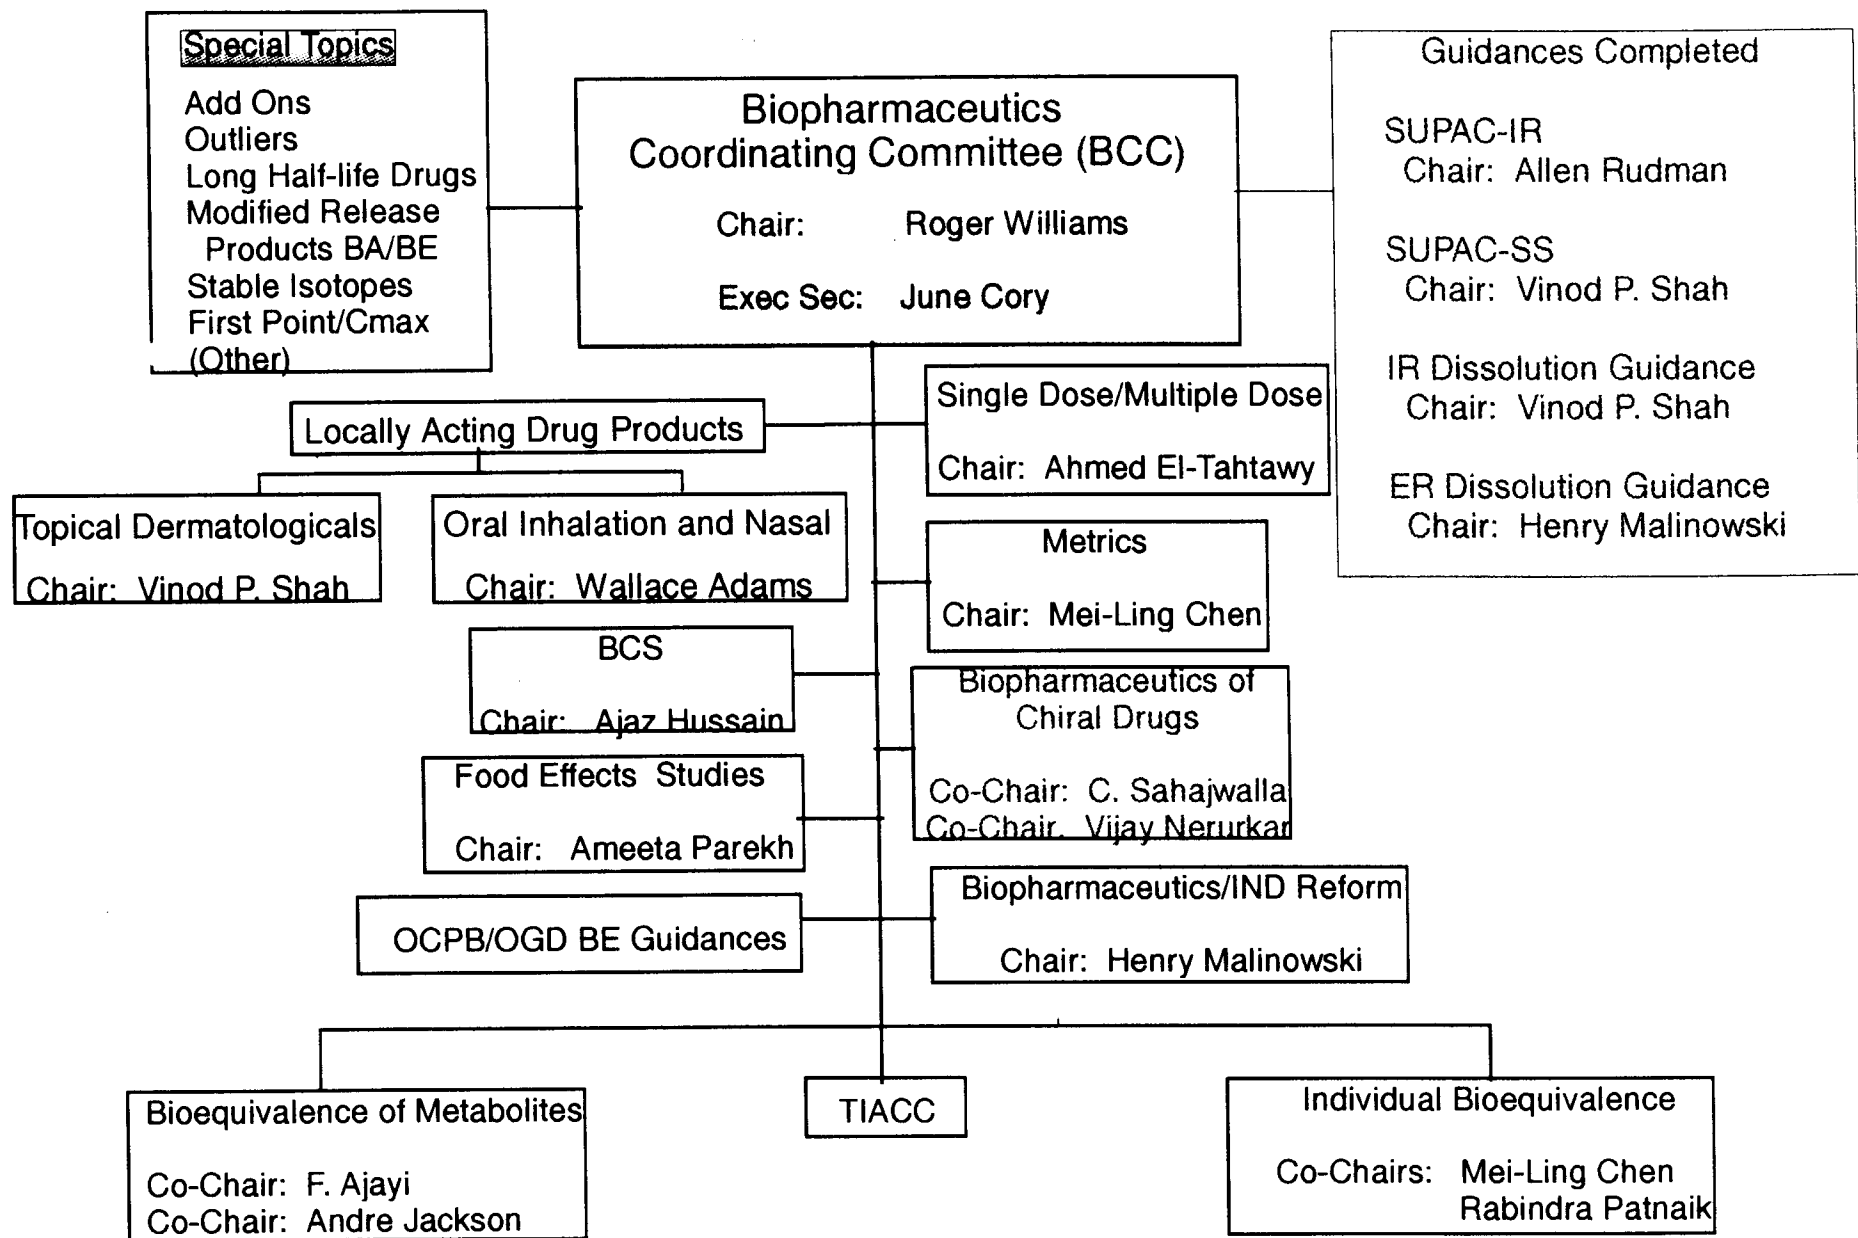 Special Topics
Add Ons
Outliers
Long Half-life Drugs
Modified Release
Products BA/BE
Stable Isotopes
First Point/Cmax
(Other)
Biopharmaceutics
Coordinating Committee (BCC)
Chair: Roger Williams
Exec Sec: June Cory
Guidances Completed
SUPAC-IR
Chair: Allen Rudman
SUPAC-SS
Chair: Vinod P. Shah
IR Dissolution Guidance
Chair: Vinod P. Shah
ER Dissolution Guidance
Chair: Henry Malinowski
Locally Acting Drug Products
Single Dose/Multiple Dose
Chair: Ahmed El-Tahtawy
Topical Dermatologicals
Chair: Vinod P. Shah
Oral Inhalation and Nasal
Chair: Wallace Adams
Metrics
Chair: Mei-Ling Chen
BCS
Chair: Ajaz Hussain
Biopharmaceutics of
Chiral Drugs
Co-Chair: C. Sahajwalla
Co-Chair. Vijay Nerurkar
Food Effects Studies
Chair: Ameeta Parekh
OCPB/OGD BE Guidances
Biopharmaceutics/IND Reform
Chair: Henry Malinowski
Bioequivalence of Metabolites
Co-Chair: F. Ajayi
Co-Chair: Andre Jackson
TIACC
Individual Bioequivalence
Co-Chairs: Mei-Ling Chen
Rabindra Patnaik